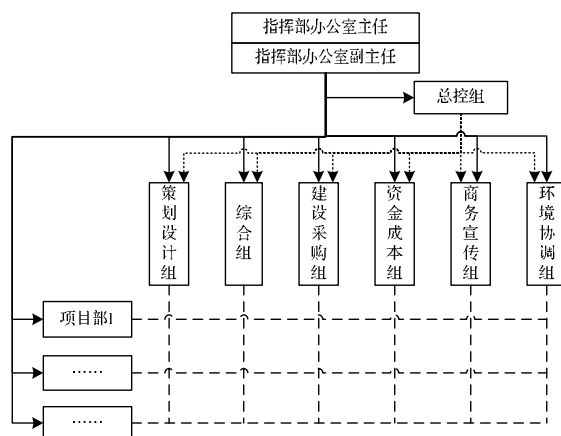 指挥部办公室主任
指挥部办公室副主任
总控组
策划设计组
综合组
建设采购组
资金成本组
商务宣传组
环境协调组
项目部1
……
……